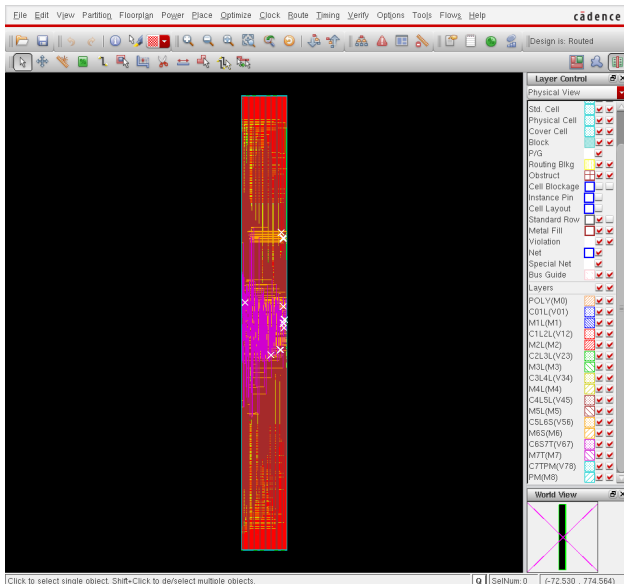 File Edit View Partition Floorplan Power Place Optimize Clock Route Timing Verify Options Tools Flows Help cādence
Design is: Routed
Layer Control
Physical View
Std. Cell
Physical Cell
Cover Cell
Block
P/G
Routing Blkg
Obstruct
Cell Blockage
Instance Pin
Cell Layout
Standard Row
Metal Fill
Violation
Net
Special Net
Bus Guide
Layers
POLY(M0)
C01L(V01)
M1L(M1)
C1L2L(V12)
M2L(M2)
C2L3L(V23)
M3L(M3)
C3L4L(V34)
M4L(M4)
C4L5L(V45)
M5L(M5)
C5L6S(V56)
M6S(M6)
C6S7T(V67)
M7T(M7)
C7TPM(V78)
PM(M8)
World View
Click to select single object. Shift+Click to de/select multiple objects. Q SelNum: 0 (-72.530 , 774.564)